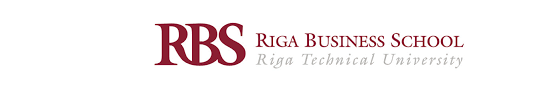 RBS RIGA BUSINESS SCHOOL
Riga Technical University